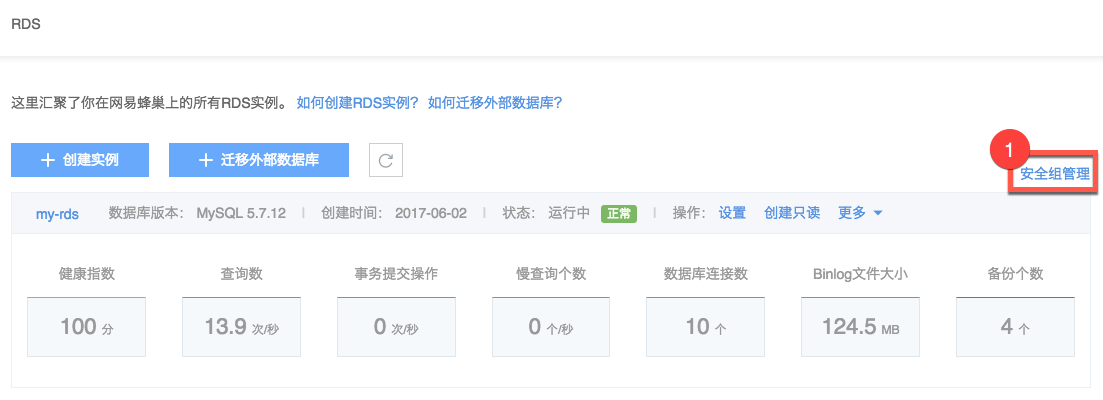 RDS
这里汇聚了你在网易蜂巢上的所有RDS实例。 如何创建RDS实例? 如何迁移外部数据库?
创建实例 迁移外部数据库
1
安全组管理
my-rds 数据库版本: MySQL 5.7.12 创建时间: 2017-06-02 状态: 运行中 正常 操作: 设置 创建只读 更多
健康指数 查询数 事务提交操作 慢查询个数 数据库连接数 Binlog文件大小 备份个数
100 分 13.9 次/秒 0 次/秒 0 个/秒 10 个 124.5 MB 4 个